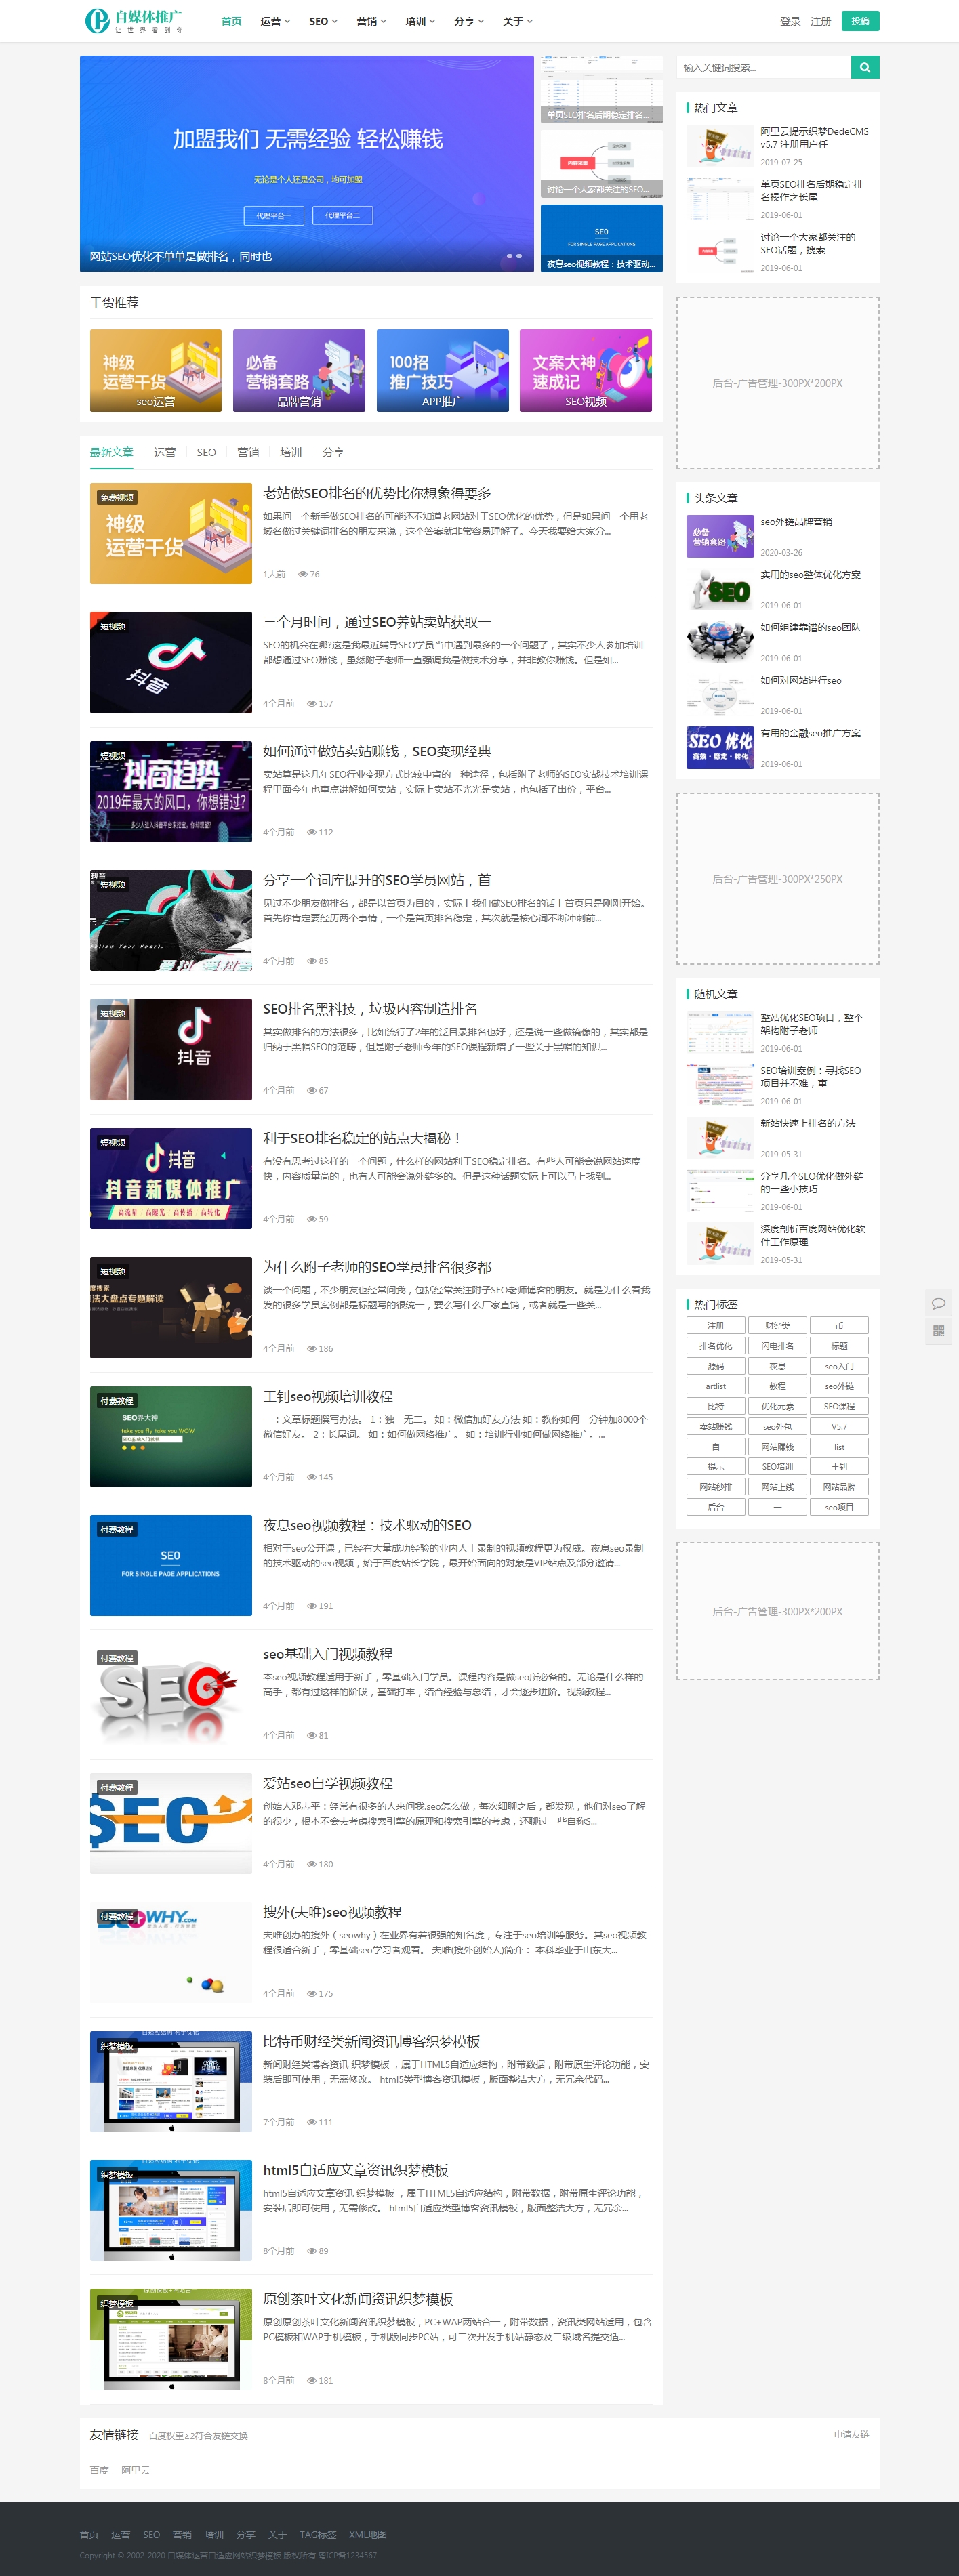 自媒体推广
让世界看到你
首页 运营 SEO 营销 培训 分享 关于
登录 注册 投稿
加盟我们 无需经验 轻松赚钱
无论是个人还是公司，均可加盟
代理平台一 代理平台二
网站SEO优化不单单是做排名，同时也
单页SEO排名后期稳定排名...
讨论一个大家都关注的SEO...
SEO
FOR SINGLE PAGE APPLICATIONS
夜息seo视频教程：技术驱动...
输入关键词搜索...
热门文章
阿里云提示织梦DedeCMS
v5.7 注册用户任
2019-07-25
单页SEO排名后期稳定排
名操作之长尾
2019-06-01
讨论一个大家都关注的
SEO话题，搜索
2019-06-01
干货推荐
神级
运营干货
seo运营
必备
营销套路
品牌营销
100招
推广技巧
APP推广
文案大神
速成记
SEO视频
后台-广告管理-300PX*200PX
最新文章 运营 SEO 营销 培训 分享
免费视频
神级
运营干货
老站做SEO排名的优势比你想象得要多
如果问一个新手做SEO排名的可能还不知道老网站对于SEO优化的优势，但是如果问一个用老
域名做过关键词排名的朋友来说，这个答案就非常容易理解了。今天我要给大家分...
1天前 76
短视频
抖音
三个月时间，通过SEO养站卖站获取一
SEO的机会在哪?这是我最近辅导SEO学员当中遇到最多的一个问题了，其实不少人参加培训
都想通过SEO赚钱，虽然附子老师一直强调我是做技术分享，并非教你赚钱。但是如...
4个月前 157
短视频
抖商趋势
2019年最大的风口，你想错过？
多少人进入抖音平台来挖宝，你却观望？
如何通过做站卖站赚钱，SEO变现经典
卖站算是这几年SEO行业变现方式比较中肯的一种途径，包括附子老师的SEO实战技术培训课
程里面今年也重点讲解如何卖站，实际上卖站不光光是卖站，也包括了出价，平台...
4个月前 112
短视频
Follow Your Heart.
分享一个词库提升的SEO学员网站，首
见过不少朋友做排名，都是以首页为目的，实际上我们做SEO排名的话上首页只是刚刚开始。
首先你肯定要经历两个事情，一个是首页排名稳定，其次就是核心词不断冲刺前...
4个月前 85
短视频
抖音
SEO排名黑科技，垃圾内容制造排名
其实做排名的方法很多，比如流行了2年的泛目录排名也好，还是说一些做镜像的，其实都是
归纳于黑帽SEO的范畴，但是附子老师今年的SEO课程新增了一些关于黑帽的知识...
4个月前 67
短视频
抖音
抖音新媒体推广
高流量 高曝光 高传播 高转化
利于SEO排名稳定的站点大揭秘！
有没有思考过这样的一个问题，什么样的网站利于SEO稳定排名。有些人可能会说网站速度
快，内容质量高的，也有人可能会说外链多的。但是这种话题实际上可以马上找到...
4个月前 59
短视频
度搜索
法大盘点专题解读
为什么附子老师的SEO学员排名很多都
谈一个问题，不少朋友也经常问我，包括经常关注附子SEO老师博客的朋友。就是为什么看我
发的很多学员案例都是标题写的很统一，要么写什么厂家直销，或者就是一些关...
4个月前 186
付费教程
SEO界大神
take you fly take you WOW
王钊seo视频培训教程
一：文章标题撰写办法。 1：独一无二。 如：微信加好友方法 如：教你如何一分钟加8000个
微信好友。 2：长尾词。 如：如何做网络推广。 如：培训行业如何做网络推广。...
4个月前 145
付费教程
SEO
FOR SINGLE PAGE APPLICATIONS
夜息seo视频教程：技术驱动的SEO
相对于seo公开课，已经有大量成功经验的业内人士录制的视频教程更为权威。夜息seo录制
的技术驱动的seo视频，始于百度站长学院，最开始面向的对象是VIP站点及部分邀请...
4个月前 191
付费教程
SEO
seo基础入门视频教程
本seo视频教程适用于新手，零基础入门学员。课程内容是做seo所必备的。无论是什么样的
高手，都有过这样的阶段，基础打牢，结合经验与总结，才会逐步进阶。视频教程...
4个月前 81
付费教程
SEO
爱站seo自学视频教程
创始人邓志平：经常有很多的人来问我,seo怎么做，每次细聊之后，都发现，他们对seo了解
的很少，根本不会去考虑搜索引擎的原理和搜索引擎的考虑，还聊过一些自称S...
4个月前 180
付费教程
SEOWHY.COM
搜外(夫唯)seo视频教程
夫唯创办的搜外（seowhy）在业界有着很强的知名度，专注于seo培训等服务。其seo视频教
程很适合新手，零基础seo学习者观看。 夫唯(搜外创始人)简介： 本科毕业于山东大...
4个月前 175
织梦模板
比特币财经类新闻资讯博客织梦模板
新闻财经类博客资讯 织梦模板 ，属于HTML5自适应结构，附带数据，附带原生评论功能，安
装后即可使用，无需修改。 html5类型博客资讯模板，版面整洁大方，无冗余代码...
7个月前 111
织梦模板
html5自适应文章资讯织梦模板
html5自适应文章资讯 织梦模板 ，属于HTML5自适应结构，附带数据，附带原生评论功能，
安装后即可使用，无需修改。 html5自适应类型博客资讯模板，版面整洁大方，无冗余...
8个月前 89
织梦模板
原创茶叶文化新闻资讯织梦模板
原创原创茶叶文化新闻资讯织梦模板，PC+WAP两站合一，附带数据，资讯类网站适用，包含
PC模板和WAP手机模板，手机版同步PC站，可二次开发手机站静态及二级域名提交适...
8个月前 181
头条文章
必备
营销套路
seo外链品牌营销
2020-03-26
SEO
实用的seo整体优化方案
2019-06-01
如何组建靠谱的seo团队
2019-06-01
如何对网站进行seo
2019-06-01
SEO 优化
高效·稳定·转化
有用的金融seo推广方案
2019-06-01
后台-广告管理-300PX*250PX
随机文章
整站优化SEO项目，整个
架构附子老师
2019-06-01
SEO培训案例：寻找SEO
项目并不难，重
2019-06-01
新站快速上排名的方法
2019-05-31
分享几个SEO优化做外链
的一些小技巧
2019-06-01
深度剖析百度网站优化软
件工作原理
2019-05-31
热门标签
注册 财经类 币
排名优化 闪电排名 标题
源码 夜息 seo入门
artlist 教程 seo外链
比特 优化元素 SEO课程
卖站赚钱 seo外包 V5.7
自 网站赚钱 list
提示 SEO培训 王钊
网站秒排 网站上线 网站品牌
后台 一 seo项目
后台-广告管理-300PX*200PX
友情链接 百度权重≥2符合友链交换 申请友链
百度 阿里云
首页 运营 SEO 营销 培训 分享 关于 TAG标签 XML地图
Copyright © 2002-2020 自媒体运营自适应网站织梦模板 版权所有 粤ICP备1234567